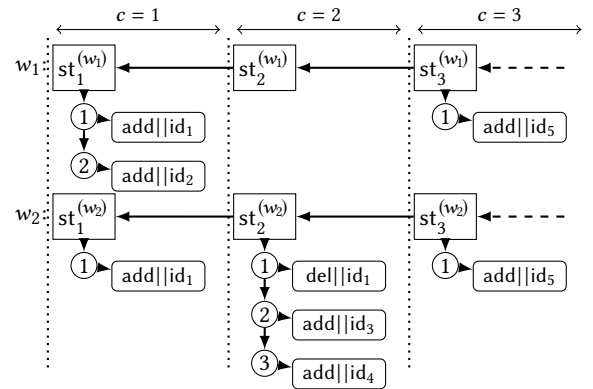 c = 1 c = 2 c = 3
w₁: st₁^(w₁) st₂^(w₁) st₃^(w₁)
1 add||id₁ 1 add||id₅
2 add||id₂
w₂: st₁^(w₂) st₂^(w₂) st₃^(w₂)
1 add||id₁ 1 del||id₁ 1 add||id₅
2 add||id₃
3 add||id₄